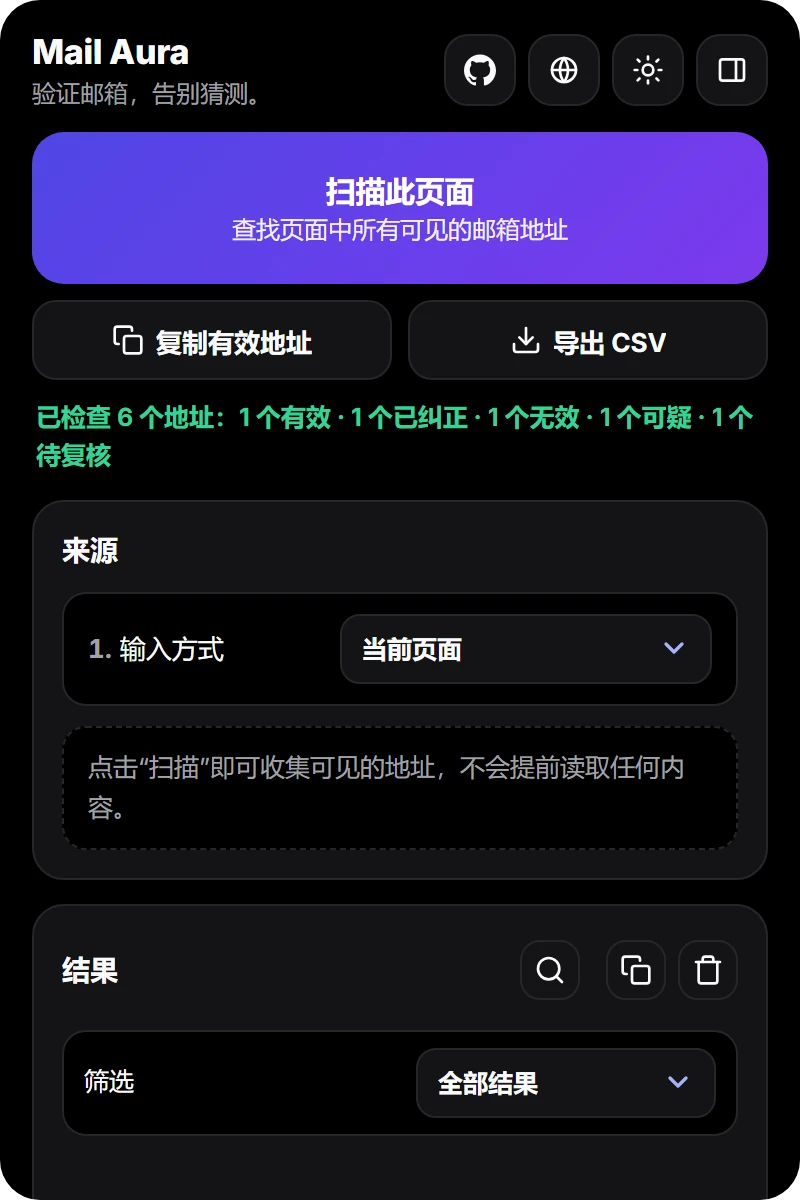 Mail Aura
验证邮箱，告别猜测。
扫描此页面
查找页面中所有可见的邮箱地址
复制有效地址
导出 CSV
已检查 6 个地址：1 个有效 · 1 个已纠正 · 1 个无效 · 1 个可疑 · 1 个
待复核
来源
1. 输入方式
当前页面
点击“扫描”即可收集可见的地址，不会提前读取任何内
容。
结果
筛选
全部结果